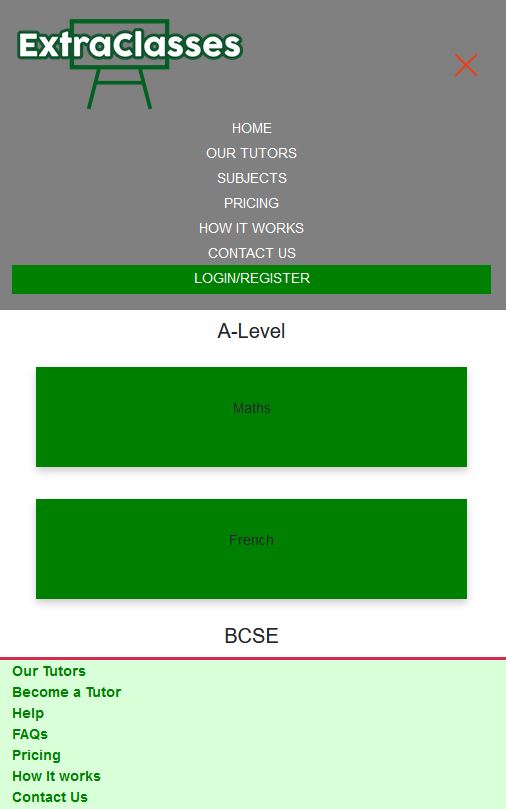 ExtraClasses
HOME
OUR TUTORS
SUBJECTS
PRICING
HOW IT WORKS
CONTACT US
LOGIN/REGISTER
A-Level
Maths
French
BCSE
Our Tutors
Become a Tutor
Help
FAQs
Pricing
How It works
Contact Us